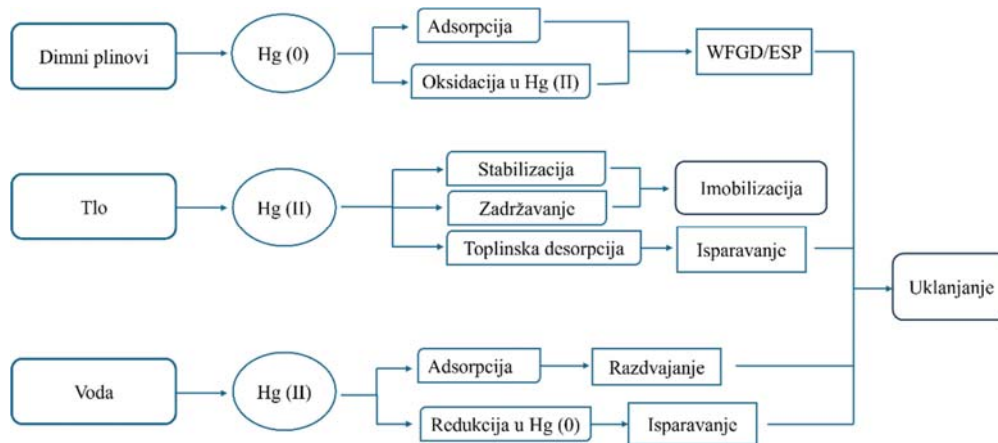 Dimni plinovi
Hg (0)
Adsorpcija
Oksidacija u Hg (II)
WFGD/ESP
Tlo
Hg (II)
Stabilizacija
Zadržavanje
Toplinska desorpcija
Imobilizacija
Isparavanje
Uklanjanje
Voda
Hg (II)
Adsorpcija
Razdvajanje
Redukcija u Hg (0)
Isparavanje